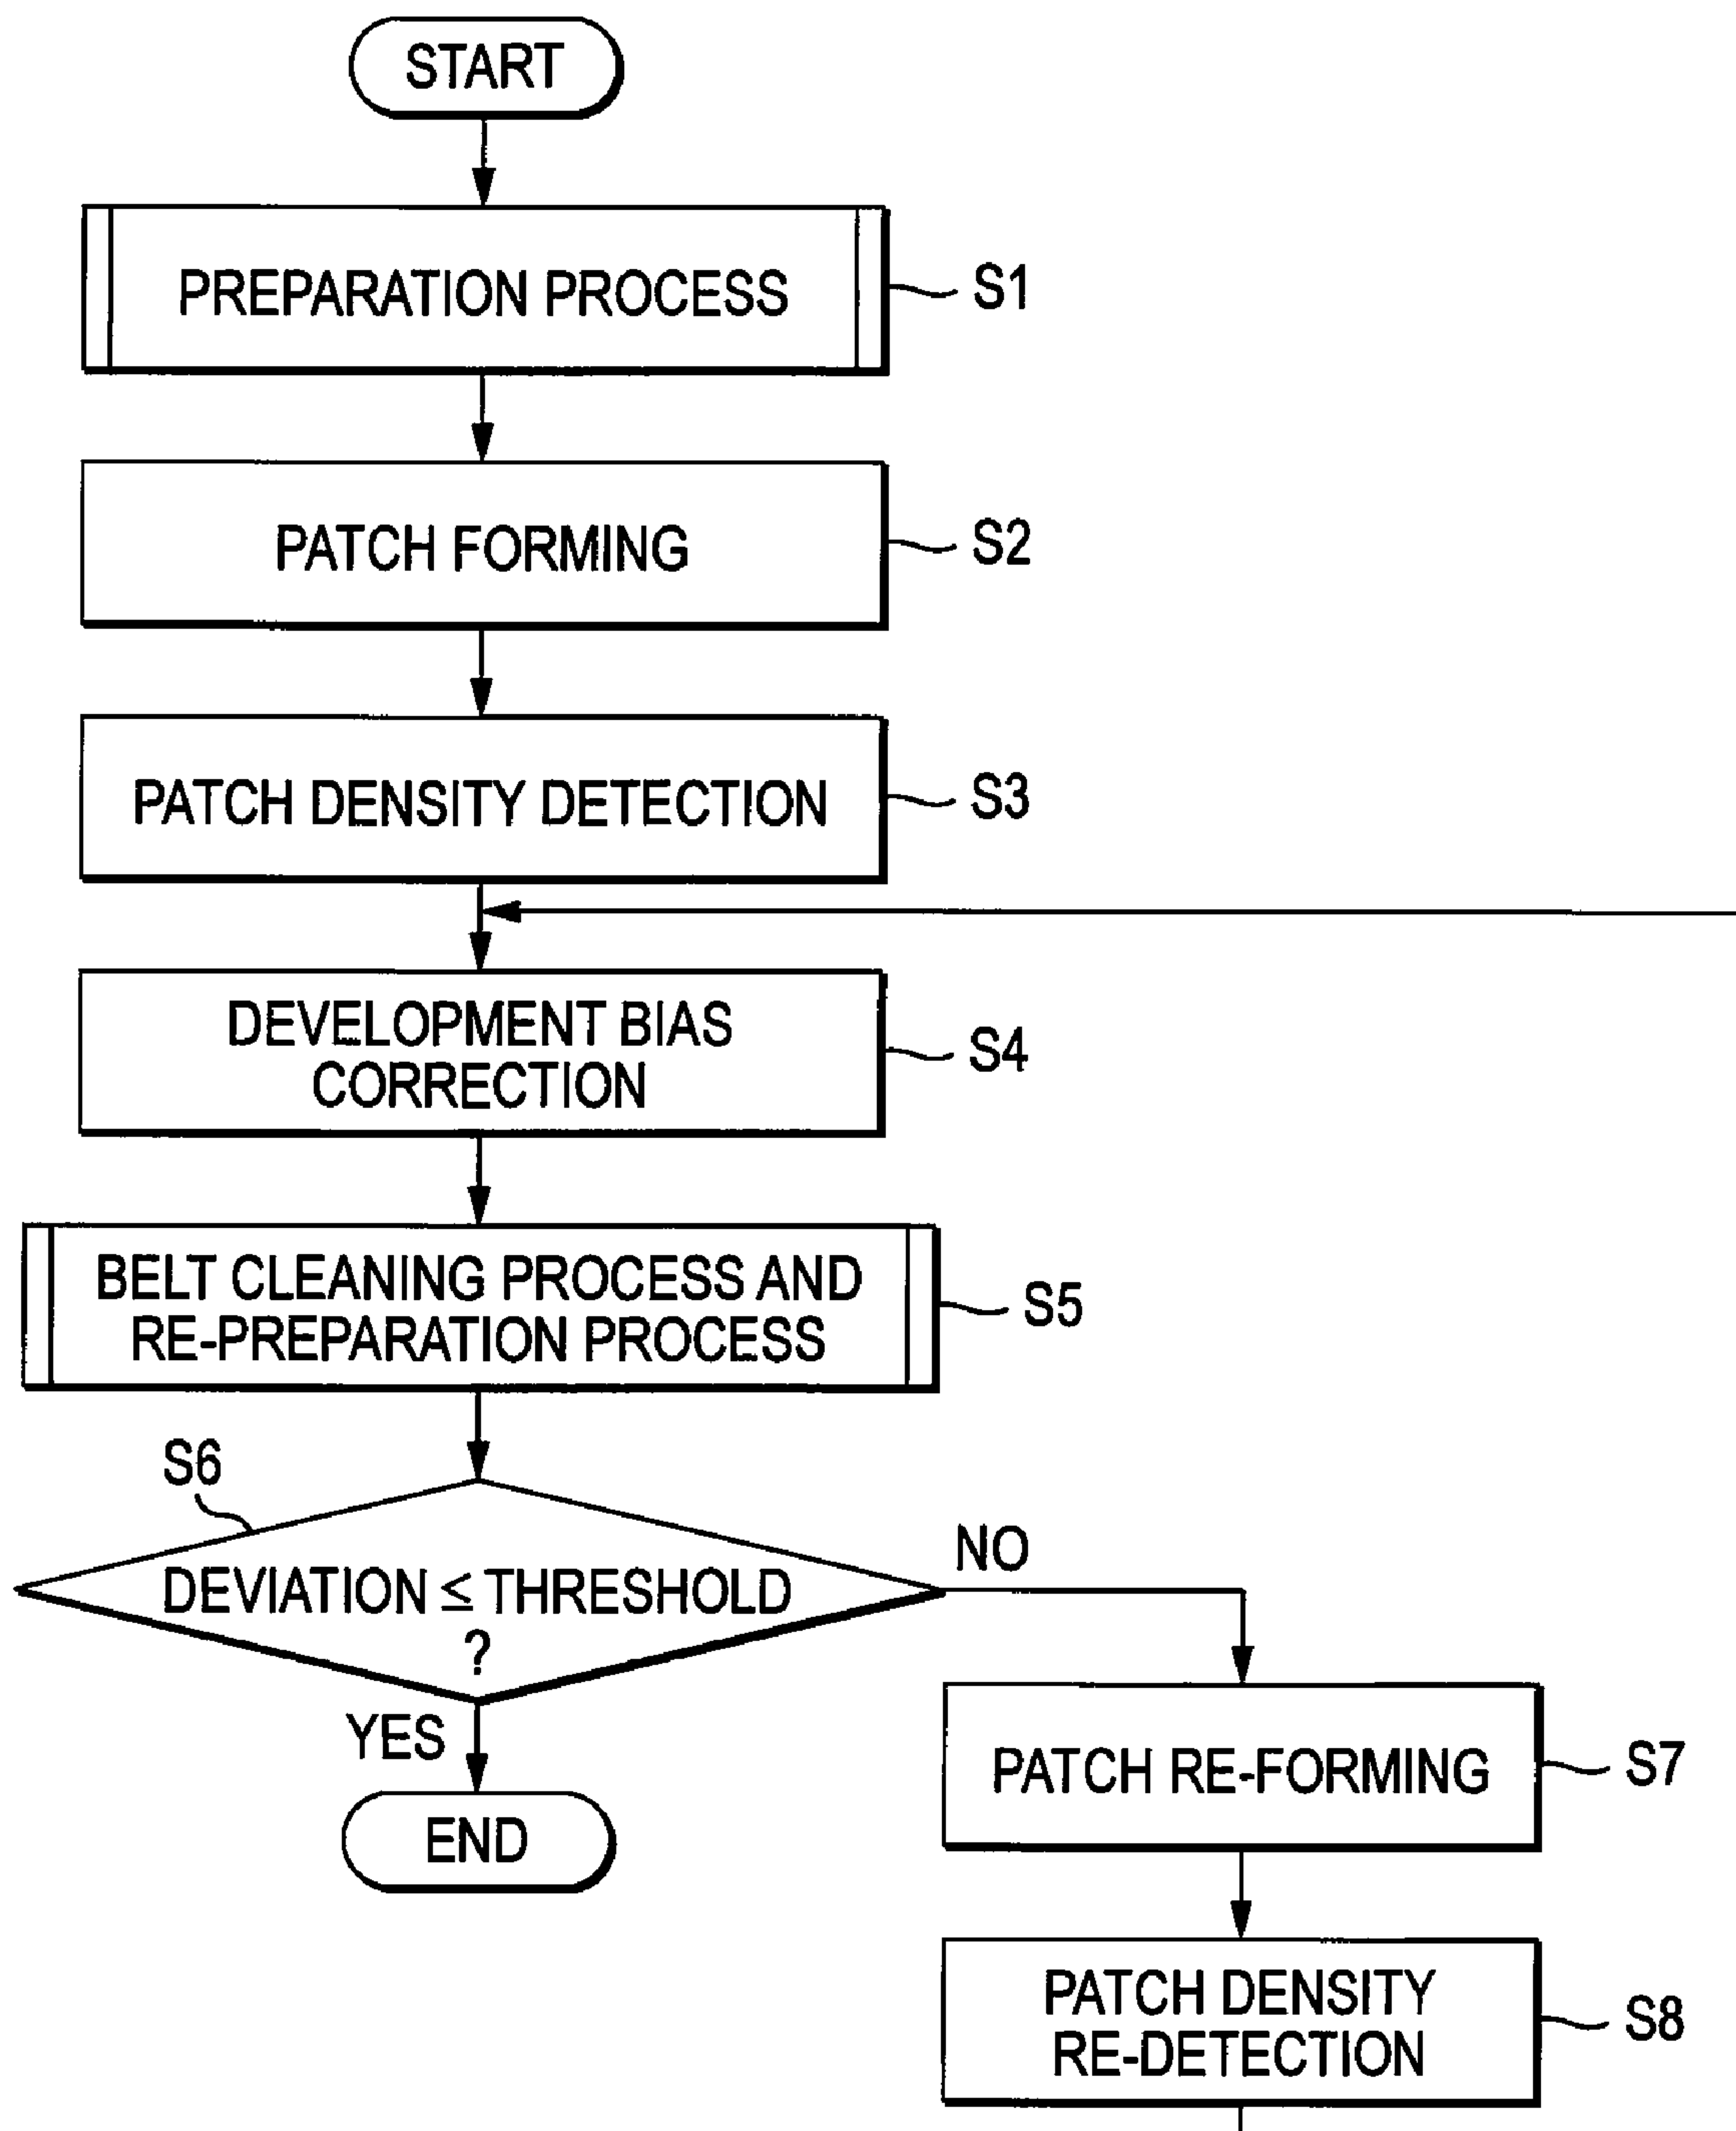 START
PREPARATION PROCESS
S1
PATCH FORMING
S2
PATCH DENSITY DETECTION
S3
DEVELOPMENT BIAS
CORRECTION
S4
BELT CLEANING PROCESS AND
RE-PREPARATION PROCESS
S5
S6
DEVIATION ≤ THRESHOLD
?
NO
YES
END
PATCH RE-FORMING
S7
PATCH DENSITY
RE-DETECTION
S8